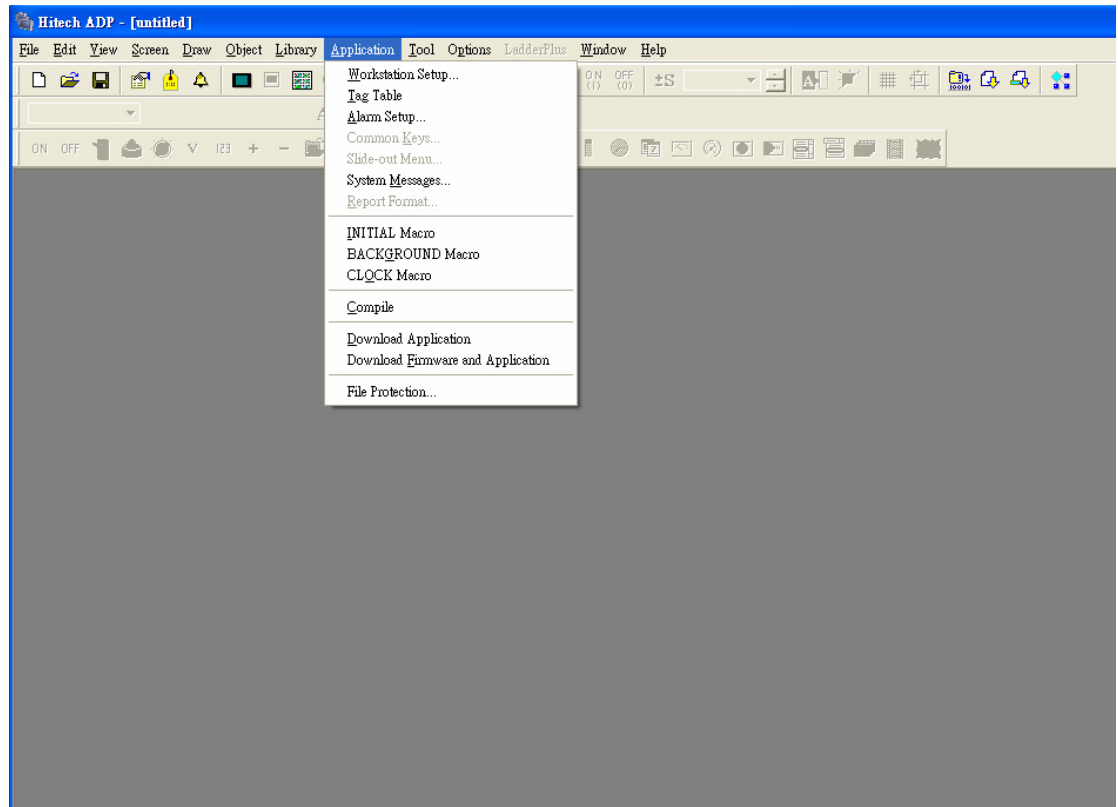 Hitech ADP - [untitled]
File Edit View Screen Draw Object Library Application Tool Options LadderPlus Window Help
ON (1) OFF (0) ±S
ON OFF V 123 + −
Workstation Setup...
Tag Table
Alarm Setup...
Common Keys...
Slide-out Menu...
System Messages...
Report Format...
INITIAL Macro
BACKGROUND Macro
CLOCK Macro
Compile
Download Application
Download Firmware and Application
File Protection...